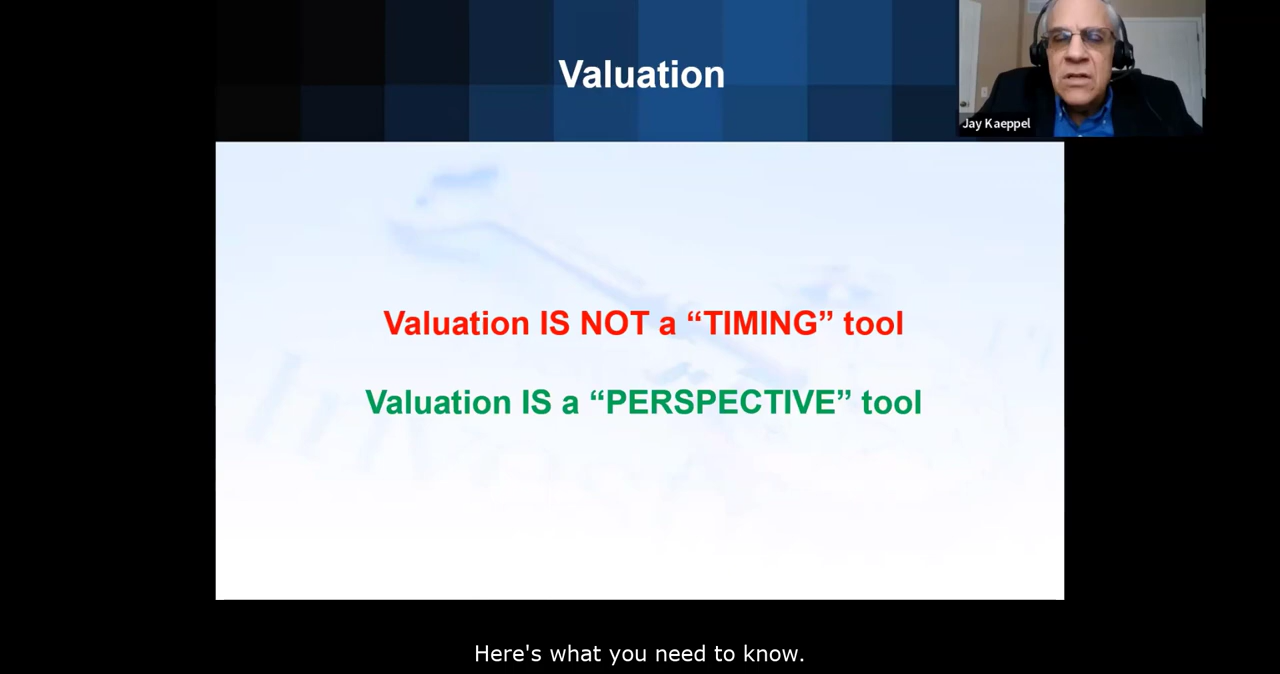 Valuation
Jay Kaeppel
Valuation IS NOT a “TIMING” tool
Valuation IS a “PERSPECTIVE” tool
Here's what you need to know.